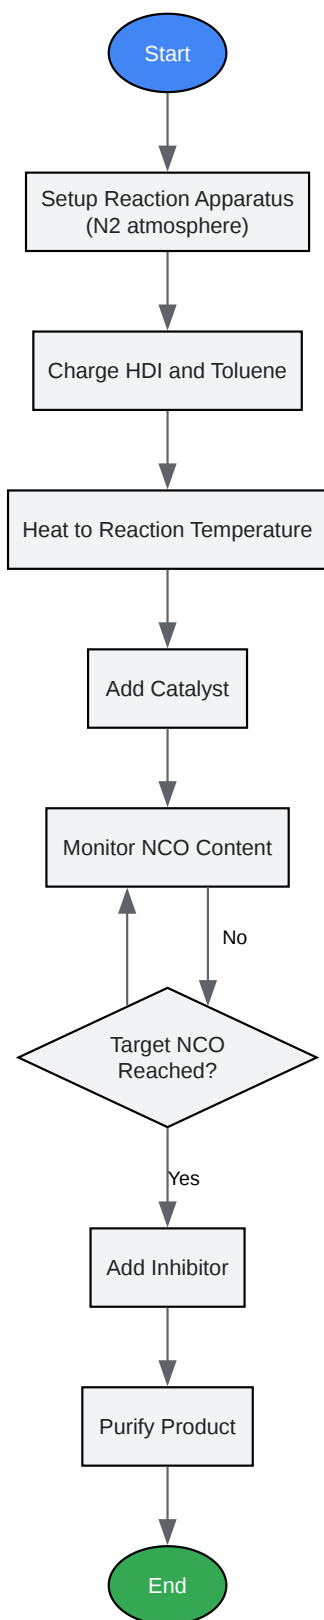 Start
Setup Reaction Apparatus
(N2 atmosphere)
Charge HDI and Toluene
Heat to Reaction Temperature
Add Catalyst
Monitor NCO Content
No
Target NCO
Reached?
Yes
Add Inhibitor
Purify Product
End